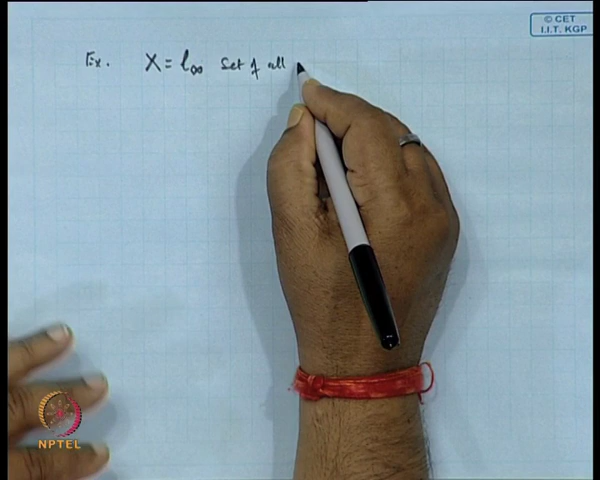 © CET
I.I.T. KGP
Ex. X = l∞ Set of all
NPTEL